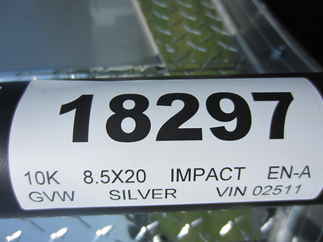 18297
10K 8.5X20 IMPACT EN-A
GVW SILVER VIN 02511